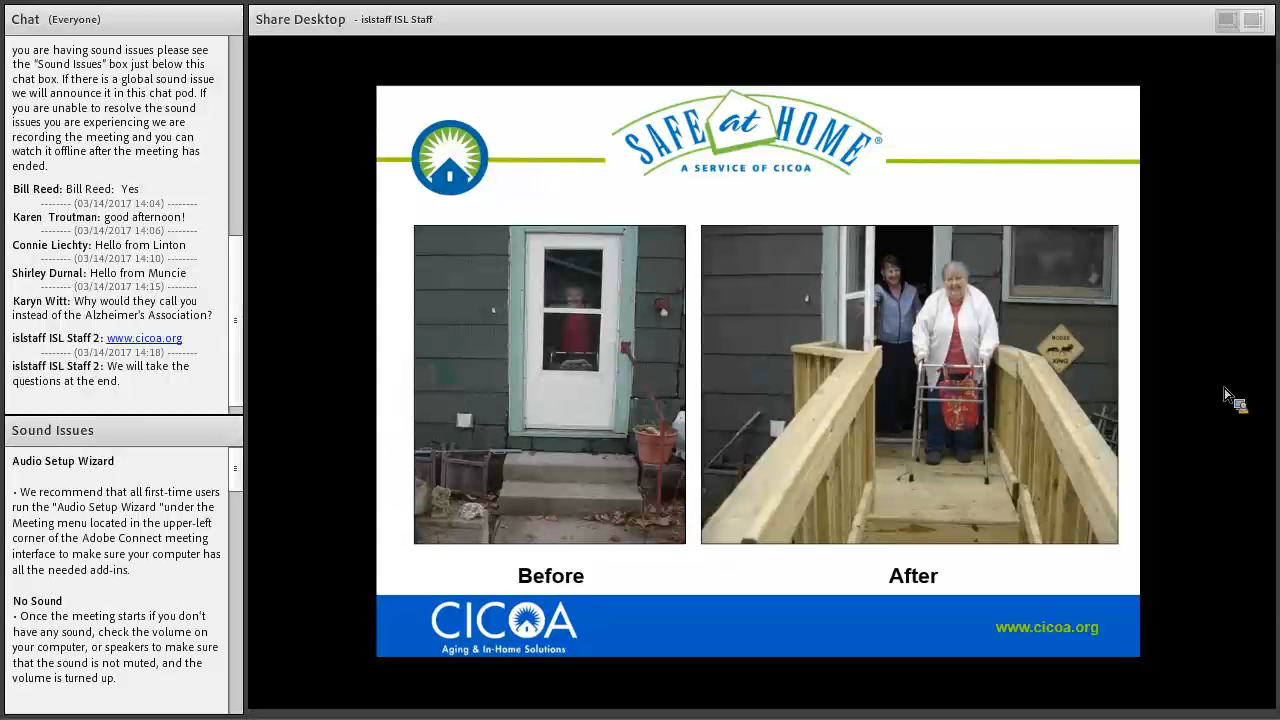 Chat (Everyone)
you are having sound issues please see
the "Sound Issues" box just below this
chat box. If there is a global sound issue
we will announce it in this chat pod. If
you are unable to resolve the sound
issues you are experiencing we are
recording the meeting and you can
watch it offline after the meeting has
ended.
Bill Reed: Bill Reed: Yes
-------- (03/14/2017 14:04) --------
Karen Troutman: good afternoon!
-------- (03/14/2017 14:06) --------
Connie Liechty: Hello from Linton
-------- (03/14/2017 14:10) --------
Shirley Durnal: Hello from Muncie
-------- (03/14/2017 14:15) --------
Karyn Witt: Why would they call you
instead of the Alzheimer's Association?
islstaff ISL Staff 2: www.cicoa.org
-------- (03/14/2017 14:18) --------
islstaff ISL Staff 2: We will take the
questions at the end.
Sound Issues
Audio Setup Wizard
• We recommend that all first-time users
run the "Audio Setup Wizard "under the
Meeting menu located in the upper-left
corner of the Adobe Connect meeting
interface to make sure your computer has
all the needed add-ins.
No Sound
• Once the meeting starts if you don't
have any sound, check the volume on
your computer, or speakers to make sure
that the sound is not muted, and the
volume is turned up.
Share Desktop - islstaff ISL Staff
SAFE at HOME®
A SERVICE OF CICOA
MOOSE
XING
Before
After
CICOA
Aging & In-Home Solutions
www.cicoa.org